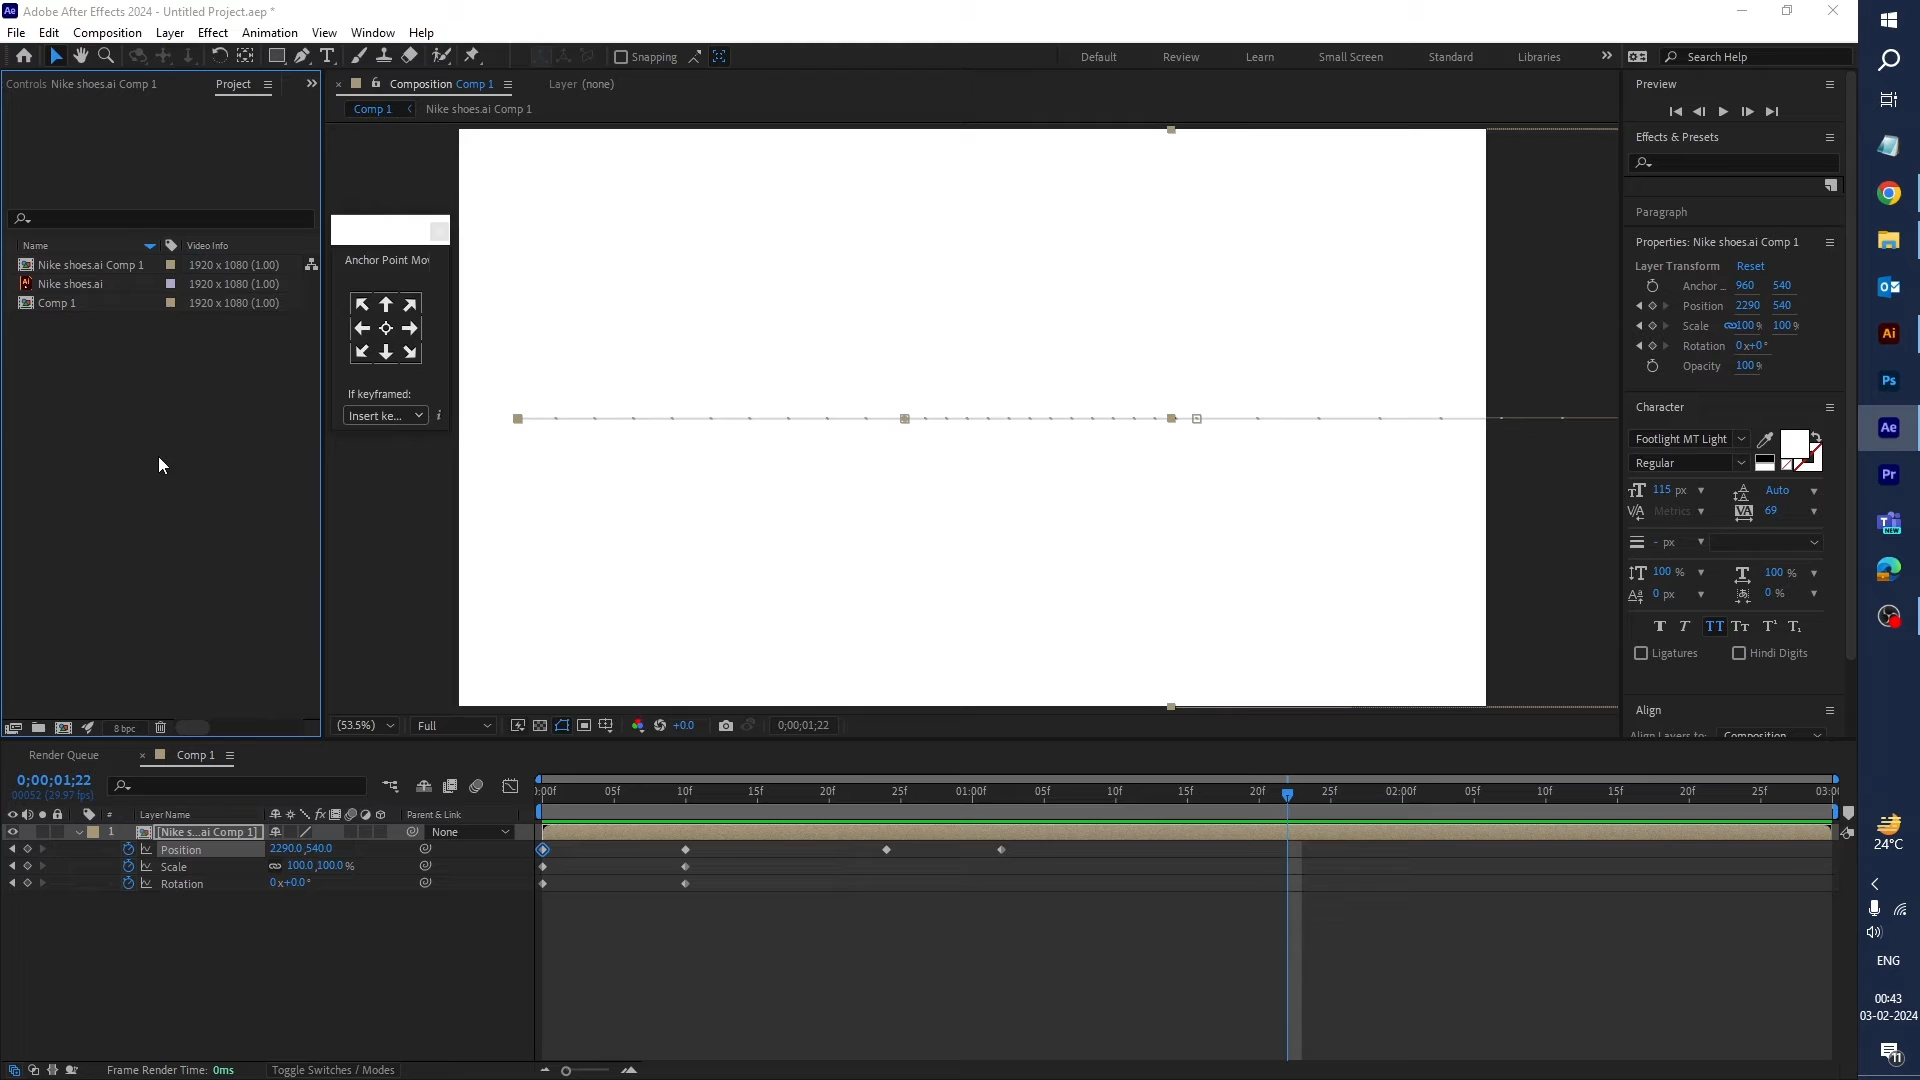 Adobe After Effects 2024 - Untitled Project.aep *
File Edit Composition Layer Effect Animation View Window Help
Snapping
Default Review Learn Small Screen Standard Libraries
Search Help
Controls Nike shoes.ai Comp 1
Project
Composition Comp 1
Layer (none)
Comp 1 Nike shoes.ai Comp 1
Name Video Info
Nike shoes.ai Comp 1 1920 x 1080 (1.00)
Nike shoes.ai 1920 x 1080 (1.00)
Comp 1 1920 x 1080 (1.00)
8 bpc
Anchor Point Mov
If keyframed:
Insert ke...
(53.5%) Full +0.0 0;00;01;22
Preview
Effects & Presets
Paragraph
Properties: Nike shoes.ai Comp 1
Layer Transform Reset
Anchor .. 960 540
Position 2290 540
Scale 100 % 100 %
Rotation 0x+0°
Opacity 100 %
Character
Footlight MT Light
Regular
115 px Auto
Metrics 69
- px
100 % 100 %
0 px 0 %
Ligatures Hindi Digits
Align
Align Layers to: Composition
Render Queue Comp 1
0;00;01;22
00052 (29.97 fps)
# Layer Name Parent & Link
1 [Nike s...ai Comp 1] None
Position 2290.0,540.0
Scale 100.0,100.0 %
Rotation 0x+0.0°
0:00f 05f 10f 15f 20f 25f 01:00f 05f 10f 15f 20f 25f 02:00f 05f 10f 15f 20f 25f 03:0
Frame Render Time: 0ms Toggle Switches / Modes
Ai
Ps
Ae
Pr
NEW
24°C
ENG
00:43
03-02-2024
11